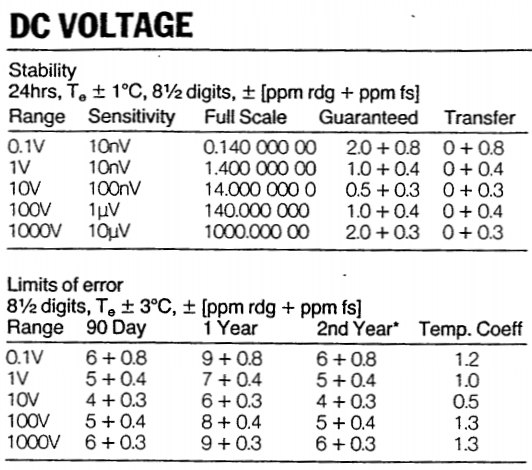 DC VOLTAGE
Stability
24hrs, Te ± 1°C, 8½ digits, ± [ppm rdg + ppm fs]
Range Sensitivity Full Scale Guaranteed Transfer
0.1V 10nV 0.140 000 00 2.0 + 0.8 0 + 0.8
1V 10nV 1.400 000 00 1.0 + 0.4 0 + 0.4
10V 100nV 14.000 000 0 0.5 + 0.3 0 + 0.3
100V 1µV 140.000 000 1.0 + 0.4 0 + 0.4
1000V 10µV 1000.000 00 2.0 + 0.3 0 + 0.3
Limits of error
8½ digits, Te ± 3°C, ± [ppm rdg + ppm fs]
Range 90 Day 1 Year 2nd Year* Temp. Coeff
0.1V 6 + 0.8 9 + 0.8 6 + 0.8 1.2
1V 5 + 0.4 7 + 0.4 5 + 0.4 1.0
10V 4 + 0.3 6 + 0.3 4 + 0.3 0.5
100V 5 + 0.4 8 + 0.4 5 + 0.4 1.3
1000V 6 + 0.3 9 + 0.3 6 + 0.3 1.3